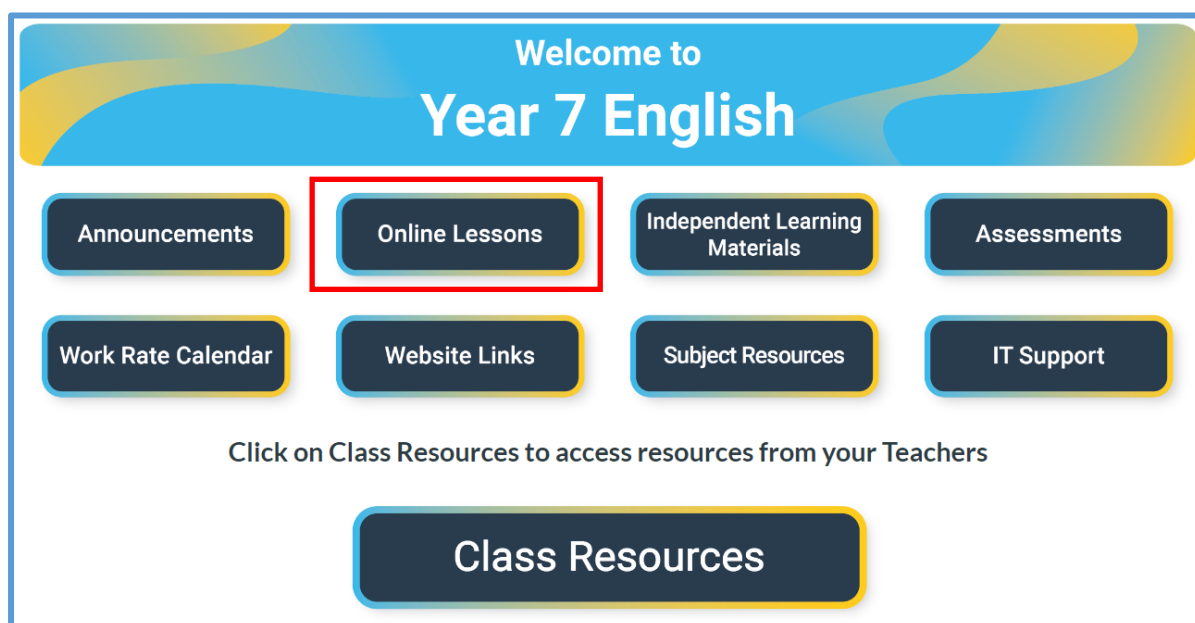 Welcome to
Year 7 English
Announcements
Online Lessons
Independent Learning
Materials
Assessments
Work Rate Calendar
Website Links
Subject Resources
IT Support
Click on Class Resources to access resources from your Teachers
Class Resources